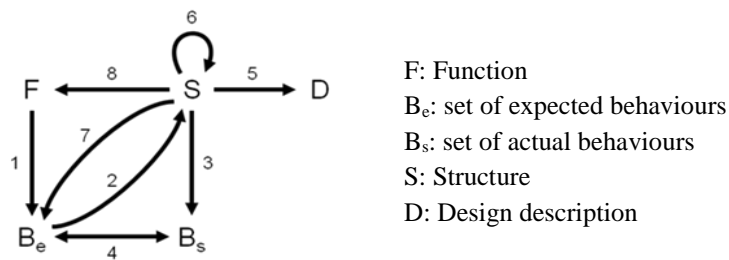 6
F 8 S 5 D
7
1 2 3
Be 4 Bs
F: Function
Be: set of expected behaviours
Bs: set of actual behaviours
S: Structure
D: Design description